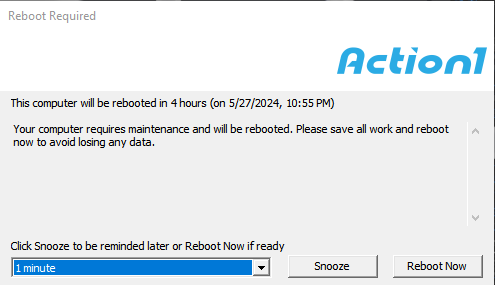 Reboot Required
Action1
This computer will be rebooted in 4 hours (on 5/27/2024, 10:55 PM)
Your computer requires maintenance and will be rebooted. Please save all work and reboot
now to avoid losing any data.
Click Snooze to be reminded later or Reboot Now if ready
1 minute
Snooze
Reboot Now